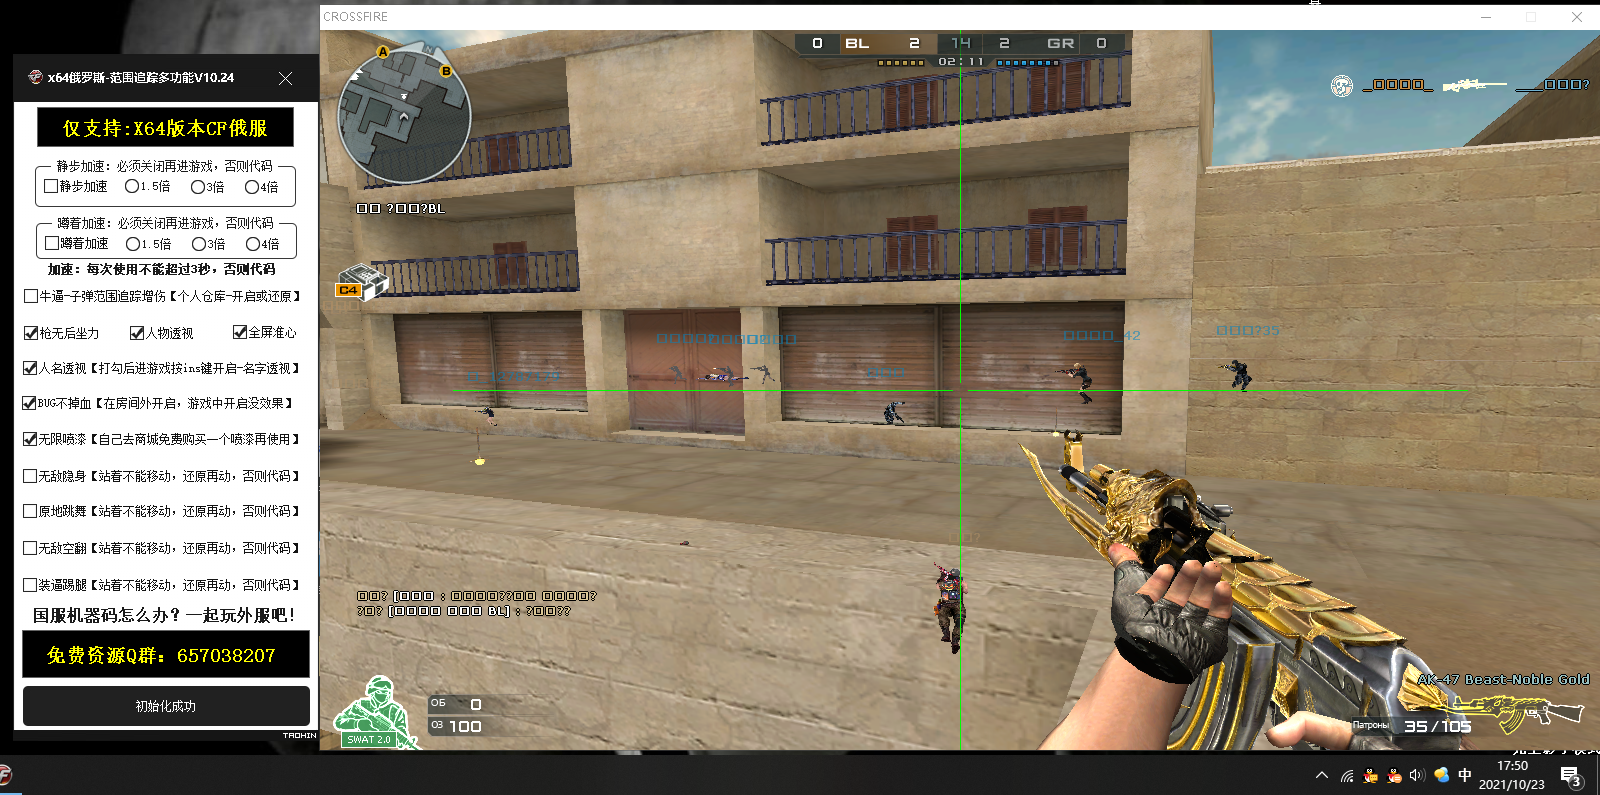 CROSSFIRE
x64俄罗斯-范围追踪多功能V10.24
仅支持:X64版本CF俄服
静步加速：必须关闭再进游戏，否则代码
静步加速 1.5倍 3倍 4倍
蹲着加速：必须关闭再进游戏，否则代码
蹲着加速 1.5倍 3倍 4倍
加速：每次使用不能超过3秒，否则代码
牛逼-子弹范围追踪增伤【个人仓库-开启或还原】
枪无后坐力 人物透视 全屏准心
人名透视【打勾后进游戏按ins键开启-名字透视】
BUG不掉血【在房间外开启，游戏中开启没效果】
无限喷漆【自己去商城免费购买一个喷漆再使用】
无敌隐身【站着不能移动，还原再动，否则代码】
原地跳舞【站着不能移动，还原再动，否则代码】
无敌空翻【站着不能移动，还原再动，否则代码】
装逼踢腿【站着不能移动，还原再动，否则代码】
国服机器码怎么办？一起玩外服吧！
免费资源Q群：657038207
初始化成功
TAOHIN
0 BL 2 14 2 GR 0
02:11
A
N
B
?BL
C4
_42
?35
BL] :
SWAT 2.0
ОБ 0
ОЗ 100
AK-47 Beast-Noble Gold
Патроны 35/105
中
17:50
2021/10/23
3